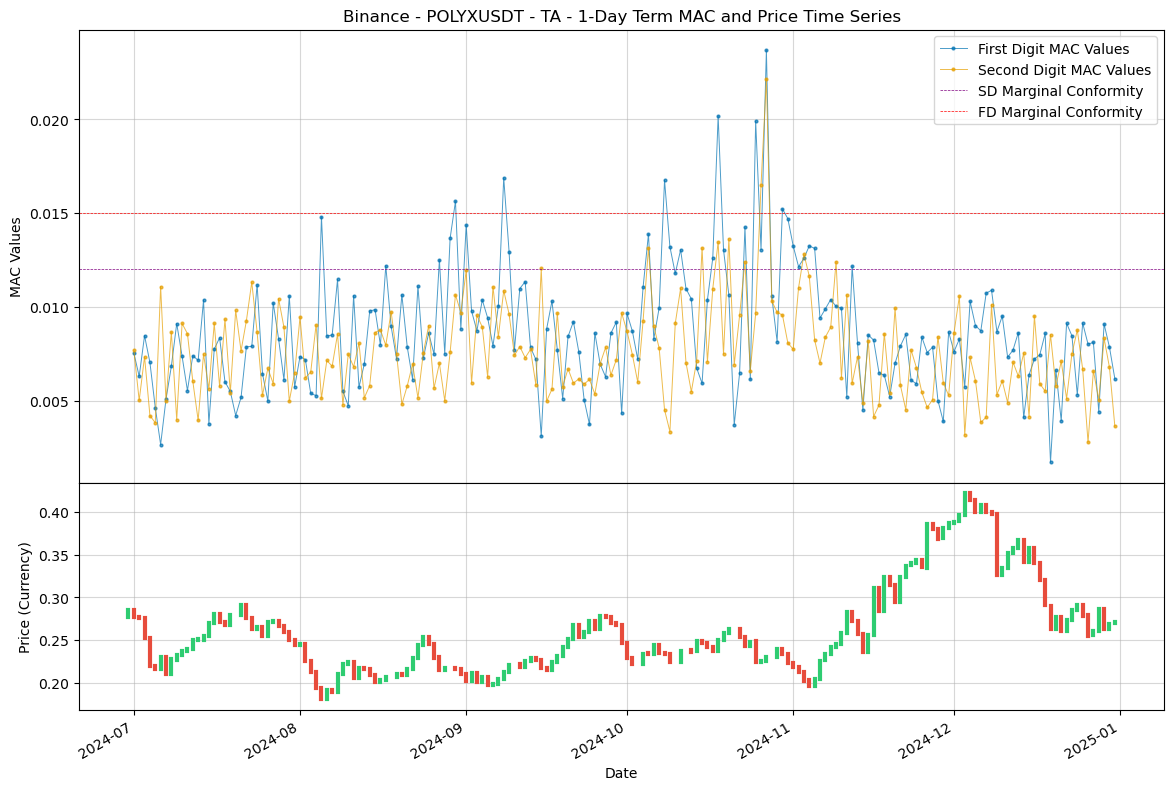 Binance - POLYXUSDT - TA - 1-Day Term MAC and Price Time Series
First Digit MAC Values
Second Digit MAC Values
SD Marginal Conformity
FD Marginal Conformity
MAC Values
0.020
0.015
0.010
0.005
Price (Currency)
0.40
0.35
0.30
0.25
0.20
2024-07
2024-08
2024-09
2024-10
2024-11
2024-12
2025-01
Date